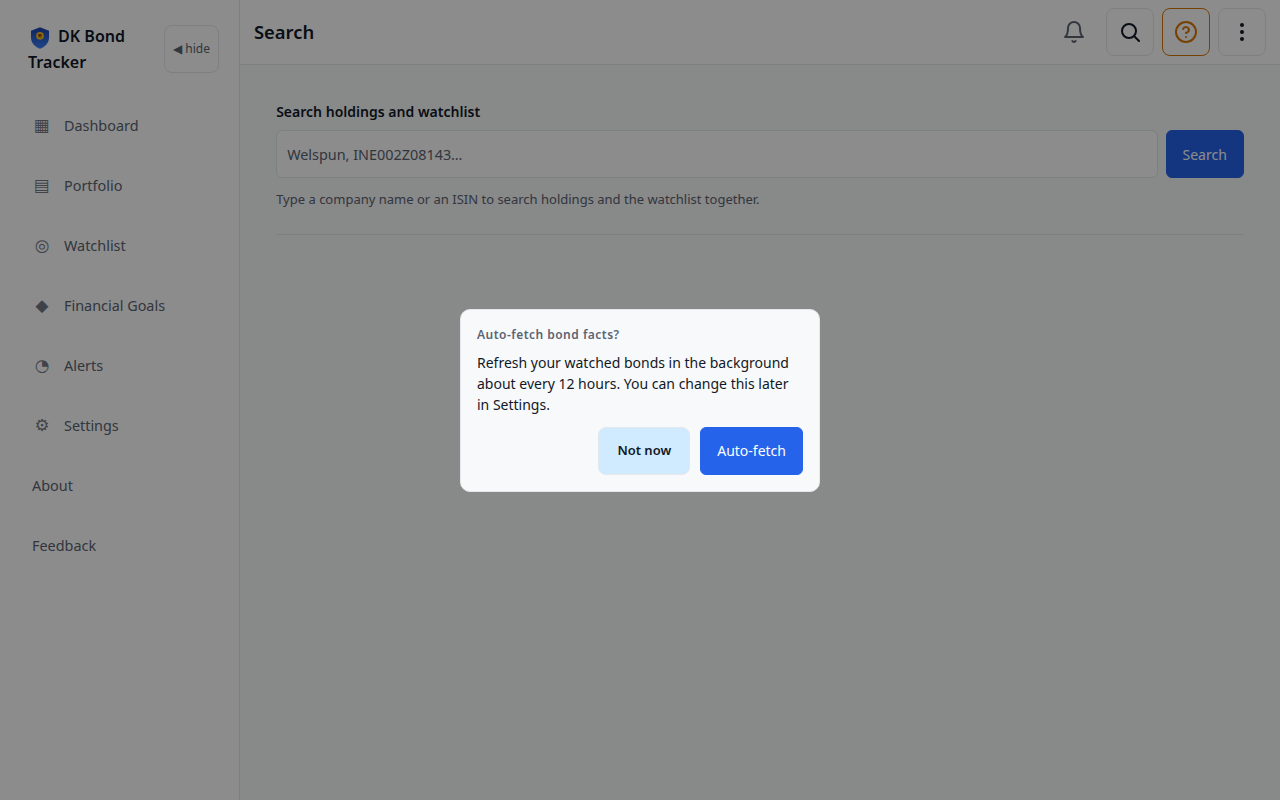 DK Bond
Tracker
◀ hide
Search
Dashboard
Portfolio
Watchlist
Financial Goals
Alerts
Settings
About
Feedback
Search holdings and watchlist
Welspun, INE002Z08143...
Search
Type a company name or an ISIN to search holdings and the watchlist together.
Auto-fetch bond facts?
Refresh your watched bonds in the background
about every 12 hours. You can change this later
in Settings.
Not now
Auto-fetch